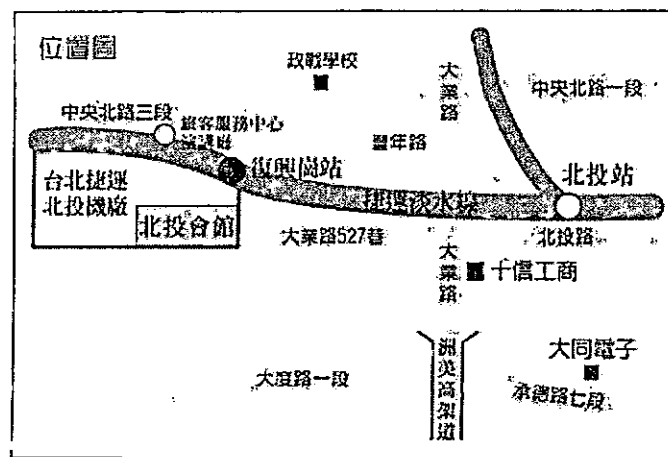 位置圖
政戰學校
大業路
中央北路一段
中央北路三段
旅客服務中心
豐年路
復興崗站
北投站
台北捷運
北投機廠
捷運淡水線
北投會館
大業路527巷
大業路
北投路
十信工商
洲美高架道
大同電子
大度路一段
承德路七段